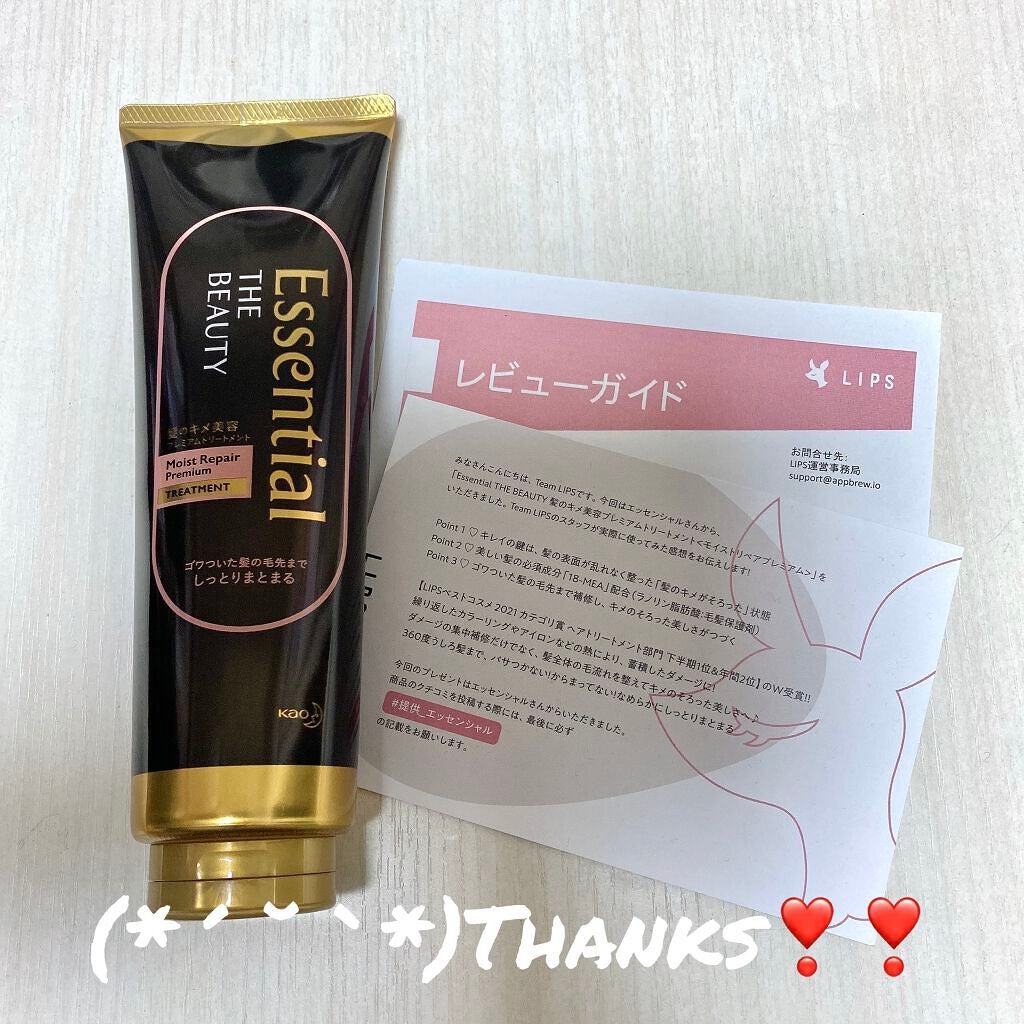 Essential
THE
BEAUTY
髪のキメ美容
プレミアムトリートメント
Moist Repair
Premium
TREATMENT
ゴワついた髪の毛先まで
しっとりまとまる
Kao
レビューガイド
LIPS
お問合せ先:
LIPS運営事務局
support@appbrew.io
みなさんこんにちは、Team LIPSです。今回はエッセンシャルさんから、
「Essential THE BEAUTY 髪のキメ美容プレミアムトリートメント<モイストリペアプレミアム>」を
いただきました。Team LIPSのスタッフが実際に使ってみた感想をお伝えします!
Point 1 ♡ キレイの鍵は、髪の表面が乱れなく整った「髪のキメがそろった」状態
Point 2 ♡ 美しい髪の必須成分「18-MEA」配合(ラノリン脂肪酸:毛髪保護剤)
Point 3 ♡ ゴワついた髪の毛先まで補修し、キメのそろった美しさがつづく
【LIPSベストコスメ2021 カテゴリ賞 ヘアトリートメント部門 下半期1位&年間2位】のW受賞!!
繰り返したカラーリングやアイロンなどの熱により、蓄積したダメージに!
ダメージの集中補修だけでなく、髪全体の毛流れを整えてキメのそろった美しさへ♪
360度うしろ髪まで、パサつかない!からまってない!なめらかにしっとりまとまる
今回のプレゼントはエッセンシャルさんからいただきました。
商品のクチコミを投稿する際には、最後に必ず
#提供_エッセンシャル
の記載をお願いします。
LIPS
(*´˘`*)THANKS❣❣